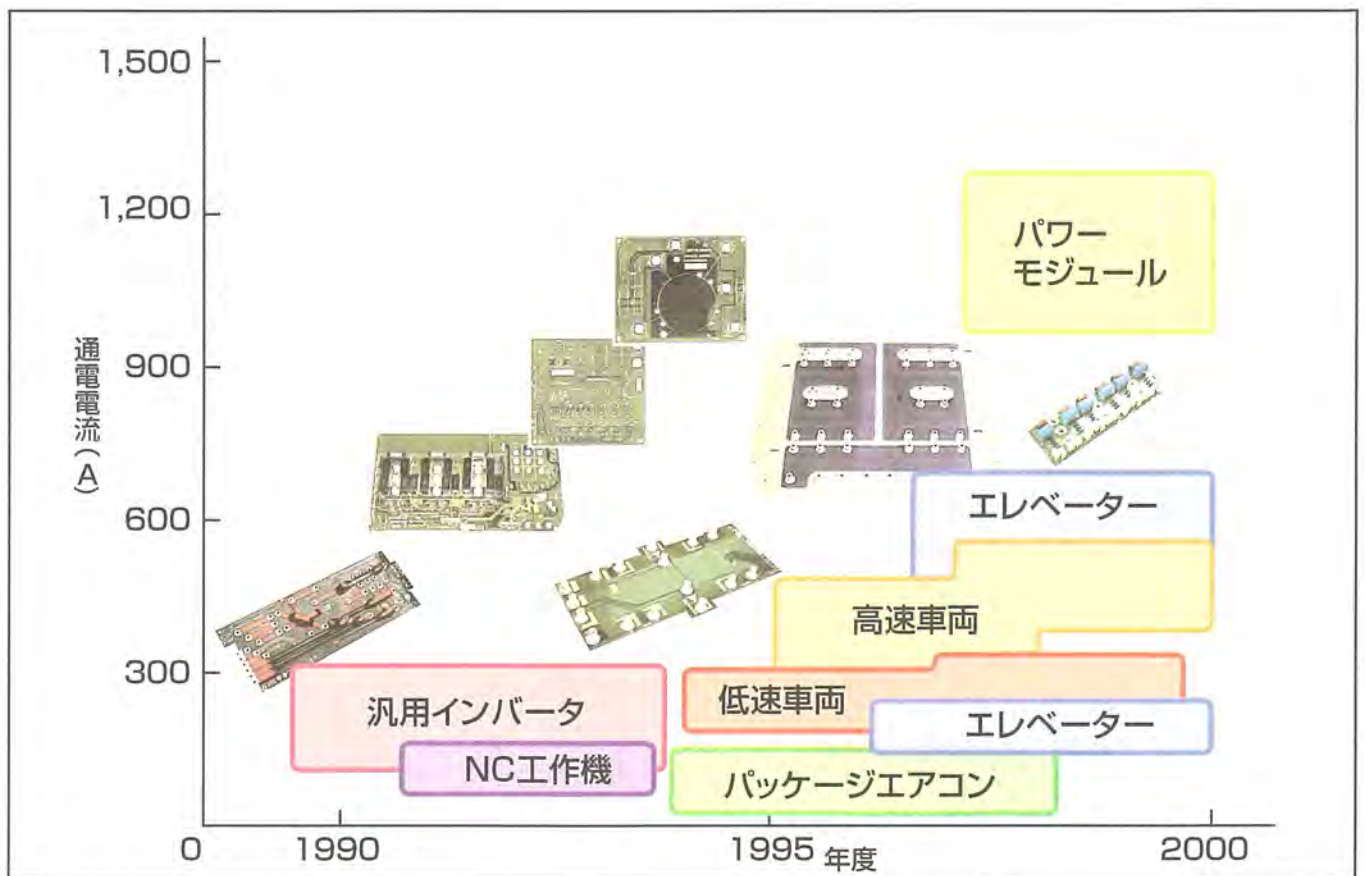 1,500
1,200
900
600
300
通電電流(A)
パワー
モジュール
エレベーター
高速車両
低速車両
エレベーター
汎用インバータ
NC工作機
パッケージエアコン
0
1990
1995
年度
2000